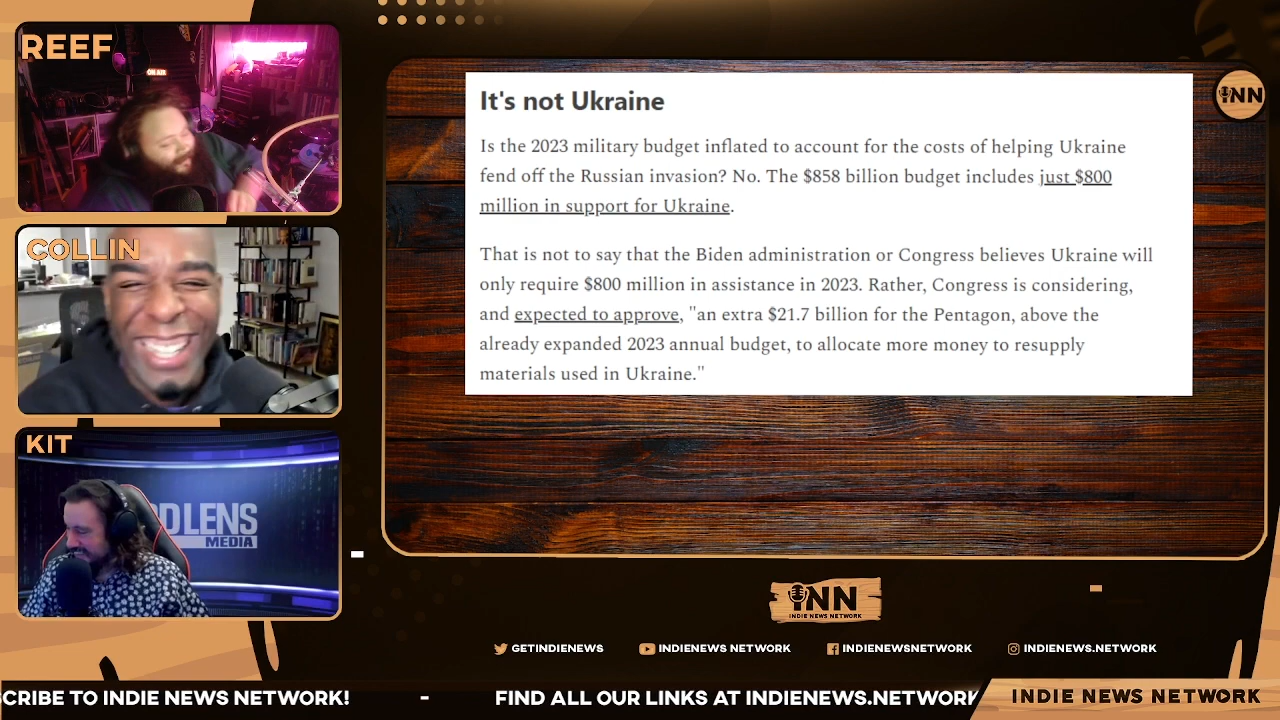 REEF
ON AIR
COLLIN
KIT
DLENS
MEDIA
It's not Ukraine
Is the 2023 military budget inflated to account for the costs of helping Ukraine
fend off the Russian invasion? No. The $858 billion budget includes just $800
million in support for Ukraine.
That is not to say that the Biden administration or Congress believes Ukraine will
only require $800 million in assistance in 2023. Rather, Congress is considering,
and expected to approve, "an extra $21.7 billion for the Pentagon, above the
already expanded 2023 annual budget, to allocate more money to resupply
materials used in Ukraine."
INN
INN
INDIE NEWS NETWORK
GETINDIENEWS
INDIENEWS NETWORK
INDIENEWSNETWORK
INDIENEWS.NETWORK
SCRIBE TO INDIE NEWS NETWORK! - FIND ALL OUR LINKS AT INDIENEWS.NETWORK
INDIE NEWS NETWORK